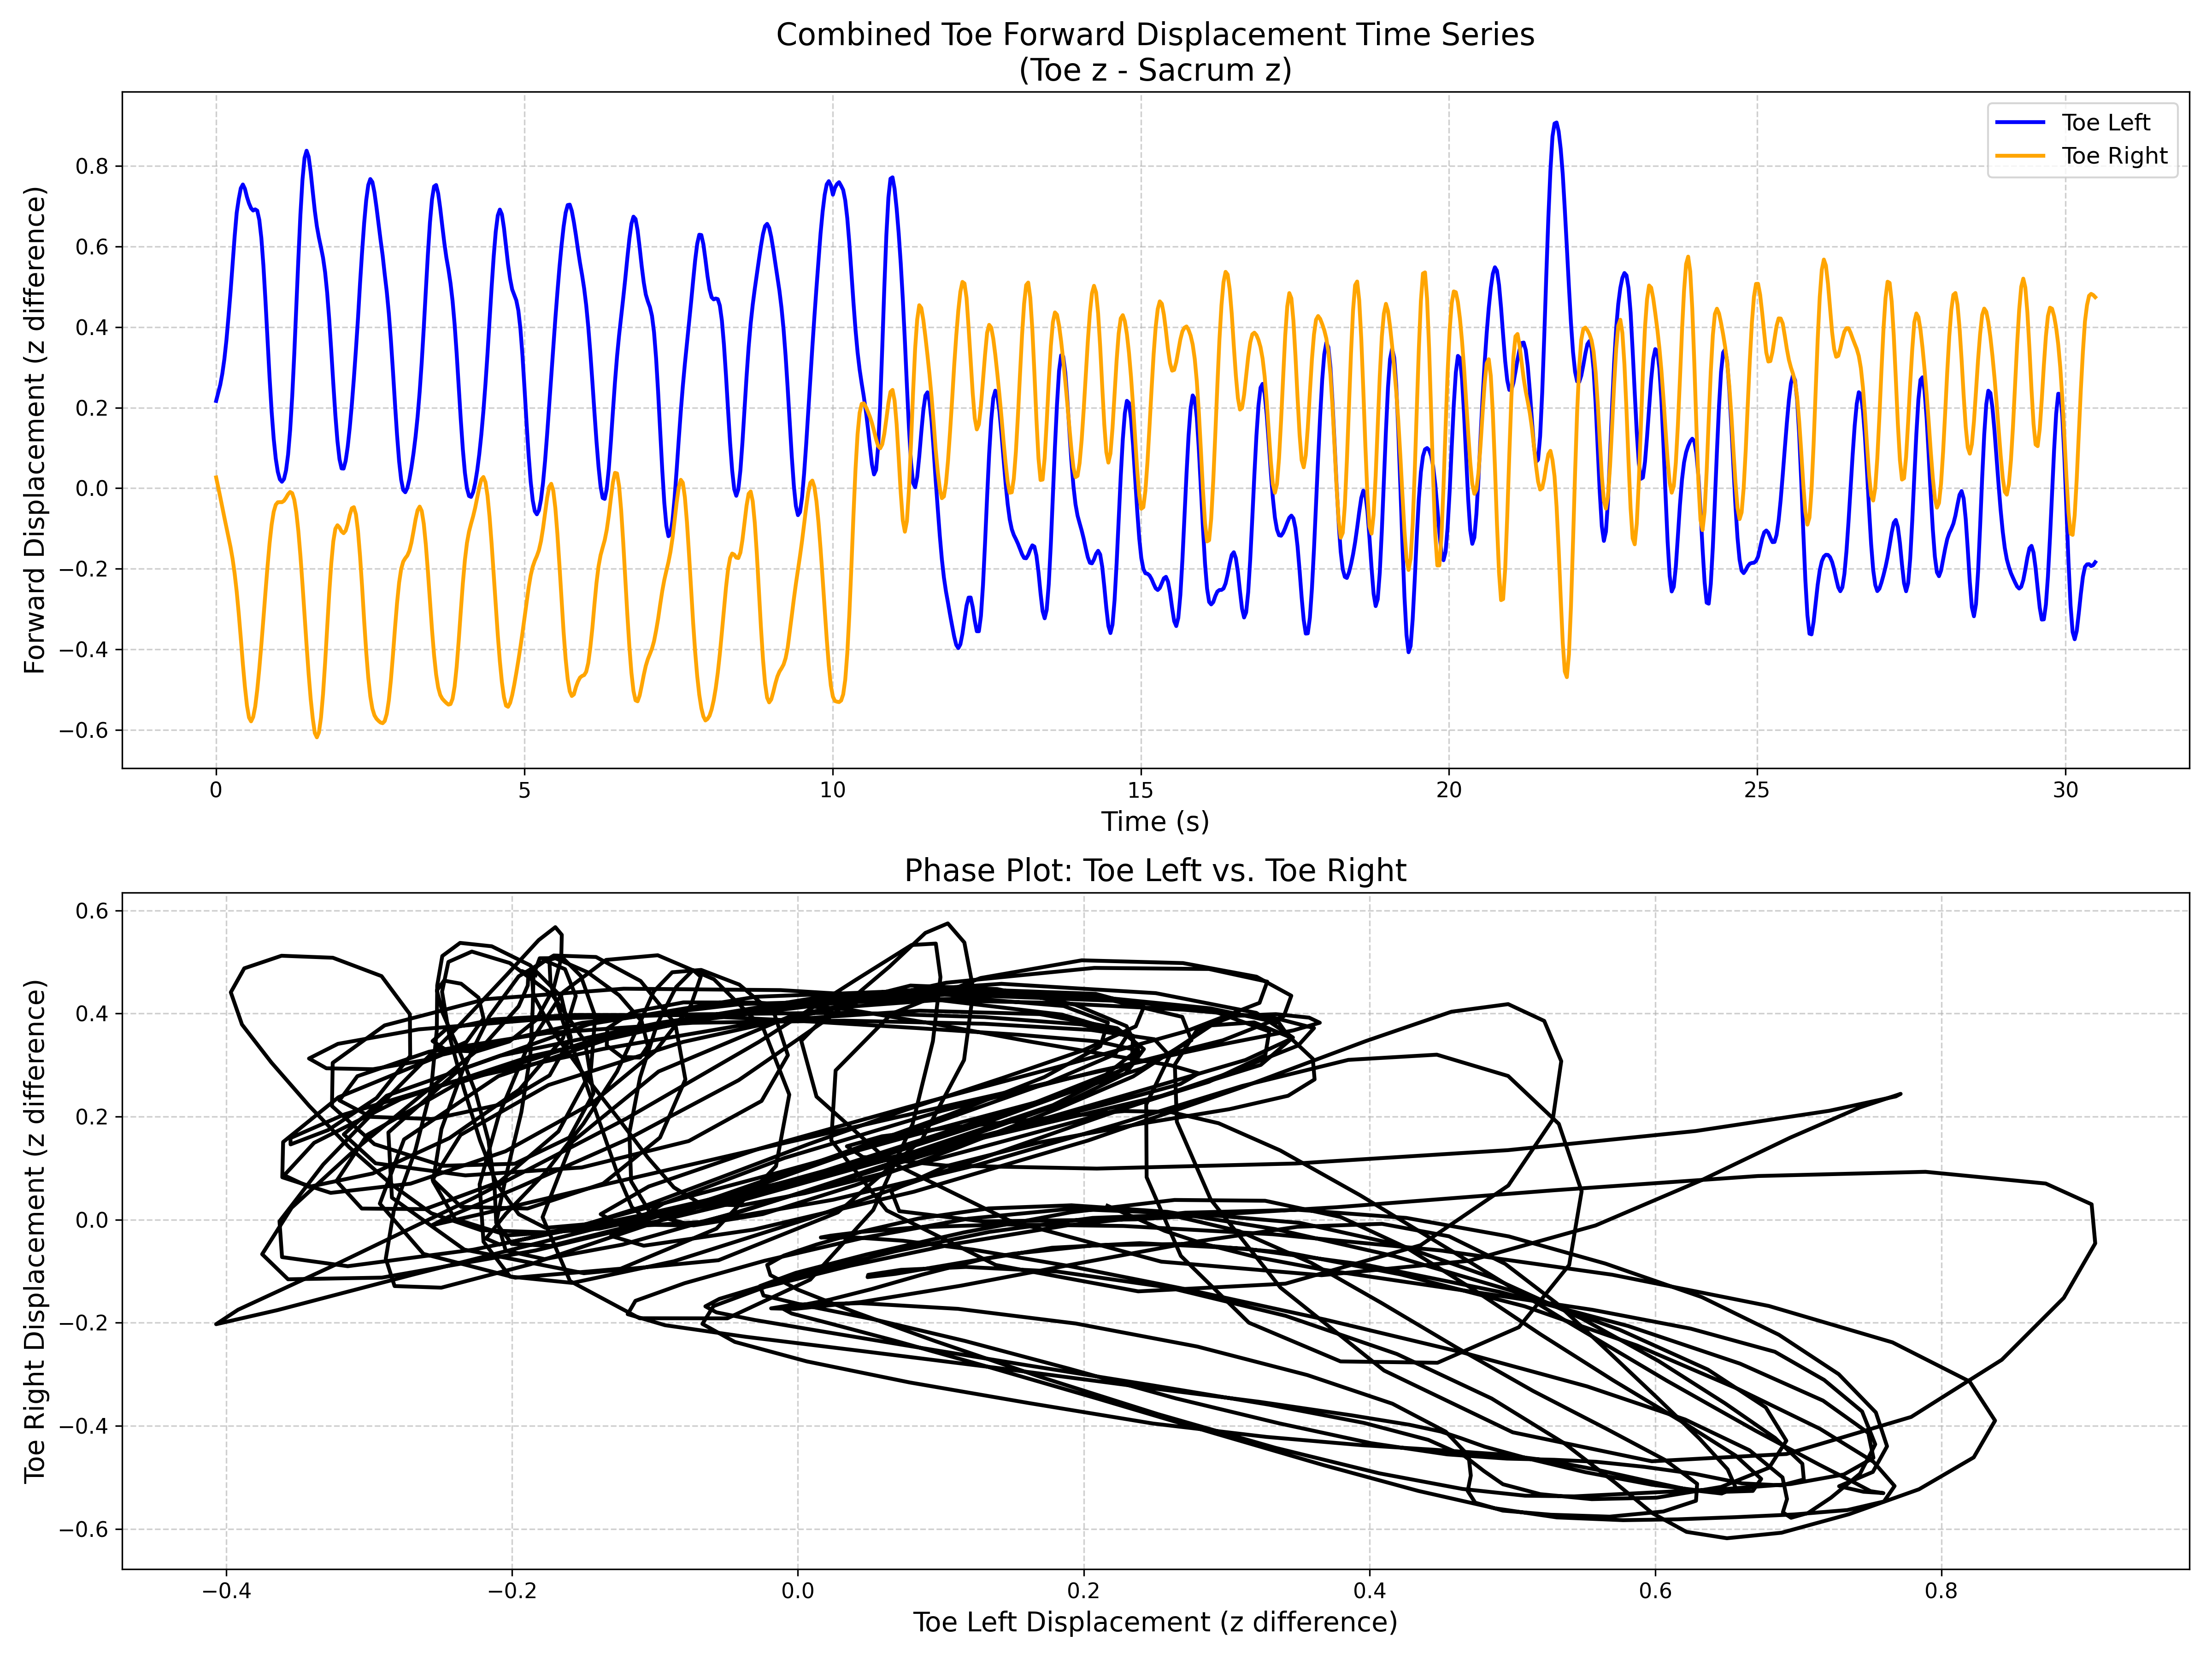 Combined Toe Forward Displacement Time Series
(Toe z - Sacrum z)
Forward Displacement (z difference)
0.8
0.6
0.4
0.2
0.0
−0.2
−0.4
−0.6
Toe Left
Toe Right
0 5 10 15 20 25 30
Time (s)
Phase Plot: Toe Left vs. Toe Right
Toe Right Displacement (z difference)
0.6
0.4
0.2
0.0
−0.2
−0.4
−0.6
−0.4 −0.2 0.0 0.2 0.4 0.6 0.8
Toe Left Displacement (z difference)